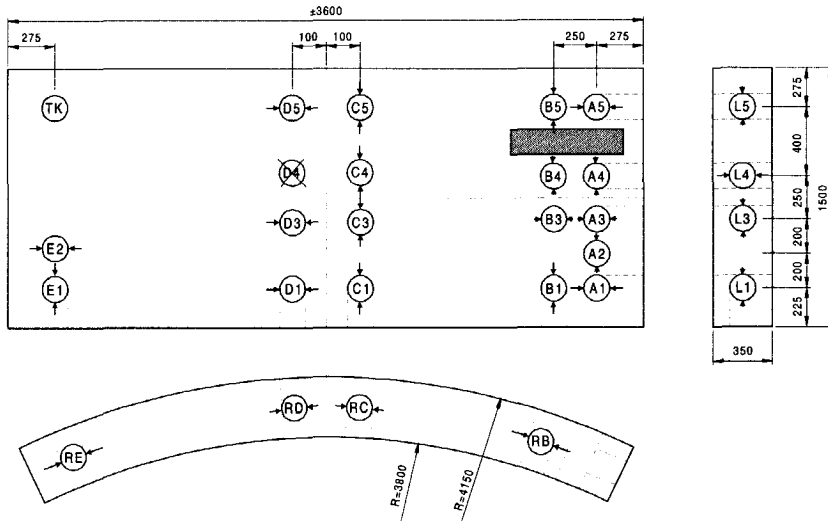 ±3600
275
100
100
250
275
TK
D5
C5
B5
A5
L5
275
D4
C4
B4
A4
L4
400
E2
D3
C3
B3
A3
L3
250
1500
A2
200
E1
D1
C1
B1
A1
L1
200
225
350
RD
RC
RB
RE
R=3800
R=4150